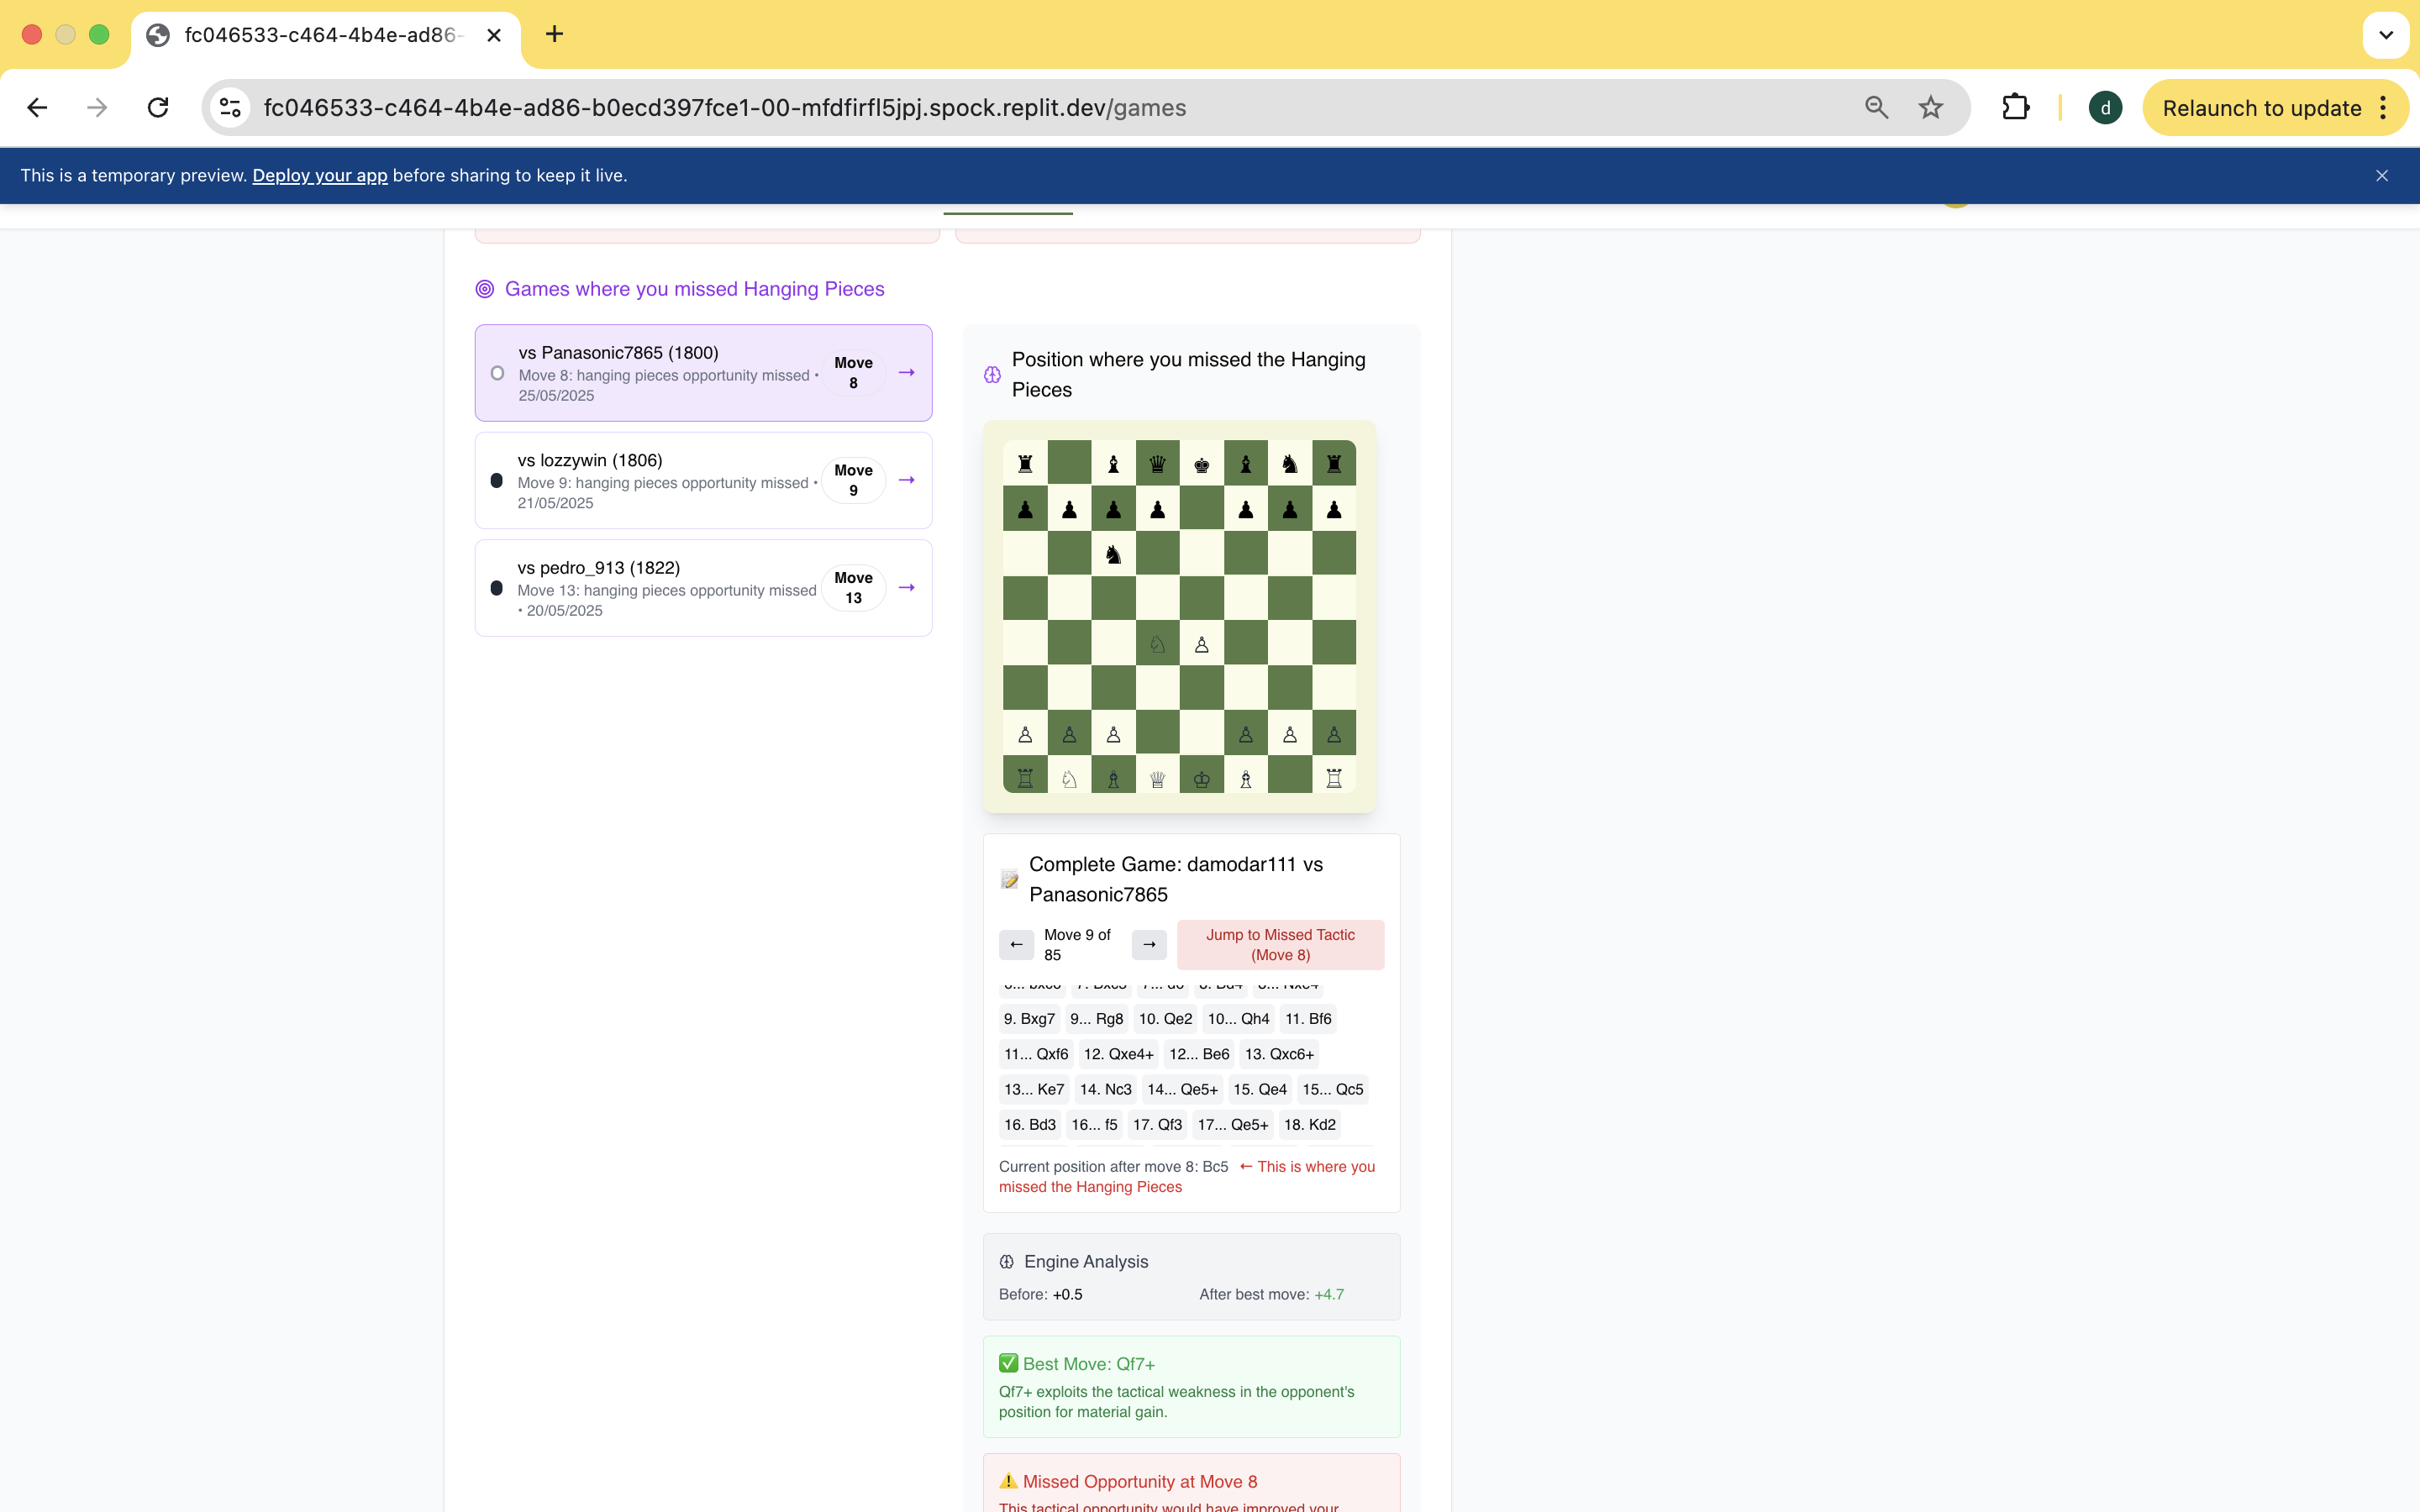 fc046533-c464-4b4e-ad86-
fc046533-c464-4b4e-ad86-b0ecd397fce1-00-mfdfirfl5jpj.spock.replit.dev/games
d
Relaunch to update
This is a temporary preview. Deploy your app before sharing to keep it live.
Games where you missed Hanging Pieces
vs Panasonic7865 (1800)
Move 8: hanging pieces opportunity missed •
25/05/2025
Move
8
→
vs lozzywin (1806)
Move 9: hanging pieces opportunity missed •
21/05/2025
Move
9
→
vs pedro_913 (1822)
Move 13: hanging pieces opportunity missed
• 20/05/2025
Move
13
→
Position where you missed the Hanging
Pieces
Complete Game: damodar111 vs
Panasonic7865
←
Move 9 of
85
→
Jump to Missed Tactic
(Move 8)
6... bxc6 7. Bxc5 7... d6 8. Bd4 8... Nxe4
9. Bxg7 9... Rg8 10. Qe2 10... Qh4 11. Bf6
11... Qxf6 12. Qxe4+ 12... Be6 13. Qxc6+
13... Ke7 14. Nc3 14... Qe5+ 15. Qe4 15... Qc5
16. Bd3 16... f5 17. Qf3 17... Qe5+ 18. Kd2
Current position after move 8: Bc5 ← This is where you
missed the Hanging Pieces
Engine Analysis
Before: +0.5
After best move: +4.7
✅ Best Move: Qf7+
Qf7+ exploits the tactical weakness in the opponent's
position for material gain.
⚠️ Missed Opportunity at Move 8
This tactical opportunity would have improved your